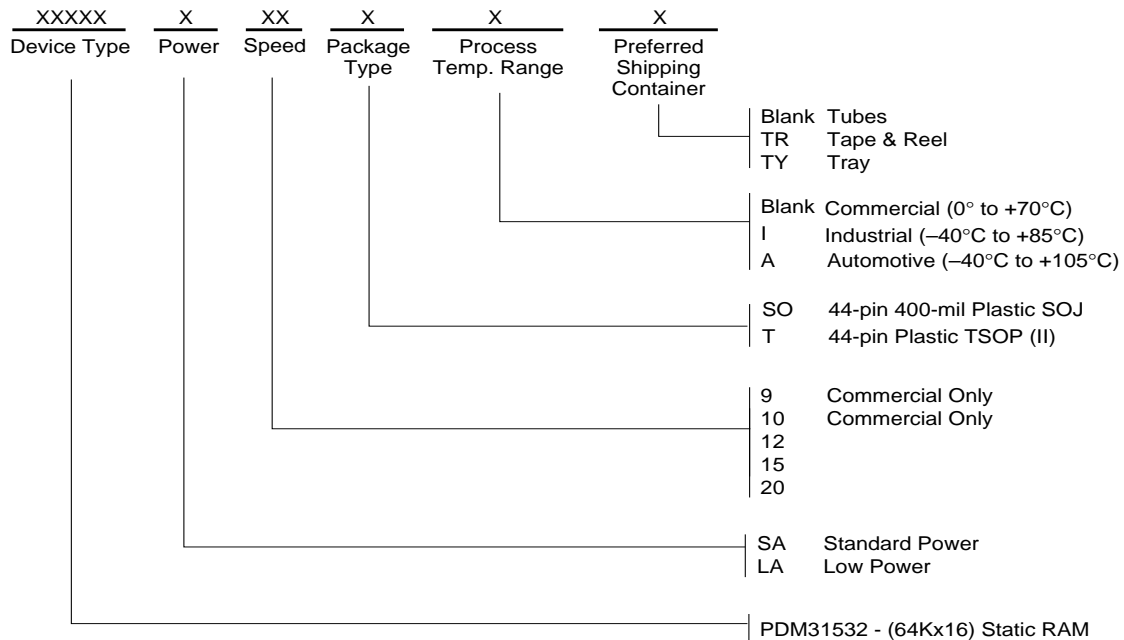 XXXXX X XX X X X
Device Type Power Speed Package Type Process Temp. Range Preferred Shipping Container
Blank Tubes
TR Tape & Reel
TY Tray
Blank Commercial (0° to +70°C)
I Industrial (–40°C to +85°C)
A Automotive (–40°C to +105°C)
SO 44-pin 400-mil Plastic SOJ
T 44-pin Plastic TSOP (II)
9 Commercial Only
10 Commercial Only
12
15
20
SA Standard Power
LA Low Power
PDM31532 - (64Kx16) Static RAM